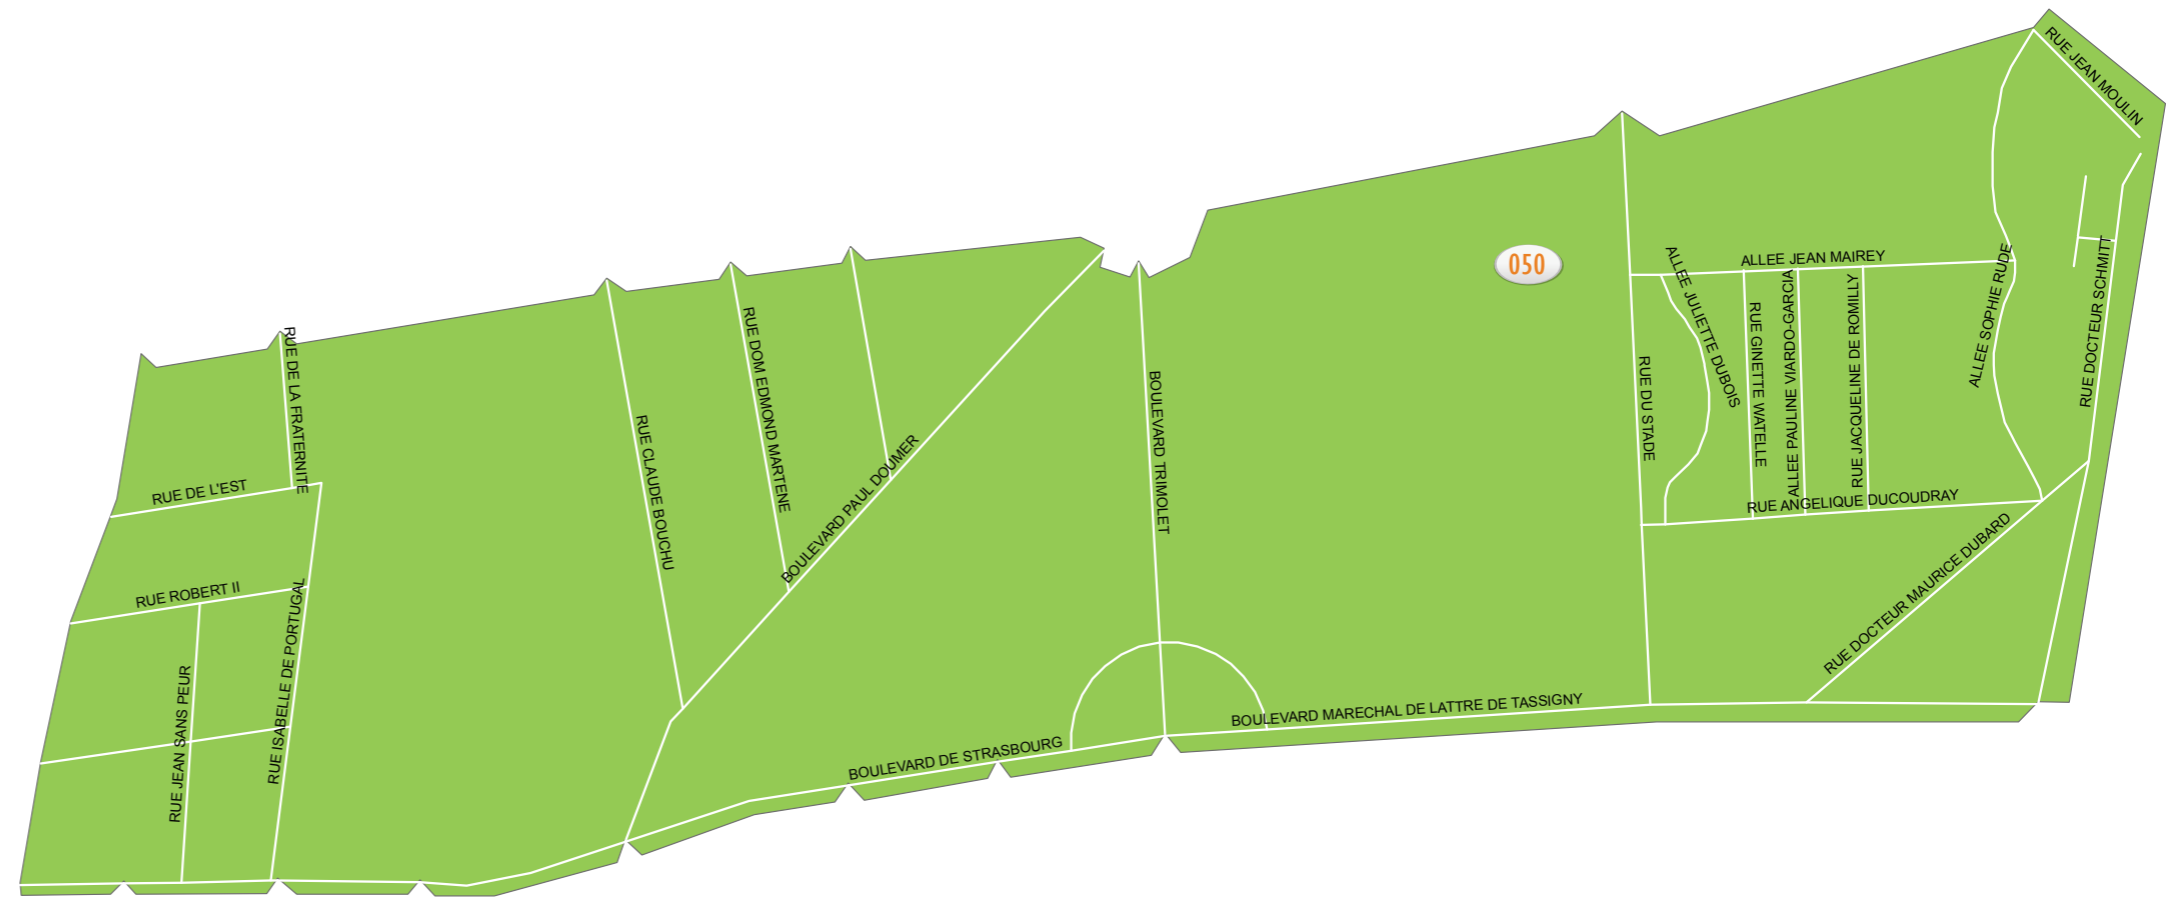 RUE JEAN MOULIN
050
ALLEE JEAN MAIREY
ALLEE JULIETTE DUBOIS
ALLEE SOPHIE RUDE
RUE DOCTEUR SCHMITT
RUE GINETTE WATELLE
ALLEE PAULINE VIARDO-GARCIA
RUE JACQUELINE DE ROMILLY
RUE DE LA FRATERNITE
RUE DOM EDMOND MARTENE
RUE DU STADE
BOULEVARD TRIMOLET
RUE CLAUDE BOUCHU
BOULEVARD PAUL DOUMER
RUE DE L'EST
RUE ANGELIQUE DUCOUDRAY
RUE DOCTEUR MAURICE DUBARD
RUE ROBERT II
RUE ISABELLE DE PORTUGAL
RUE JEAN SANS PEUR
BOULEVARD MARECHAL DE LATTRE DE TASSIGNY
BOULEVARD DE STRASBOURG